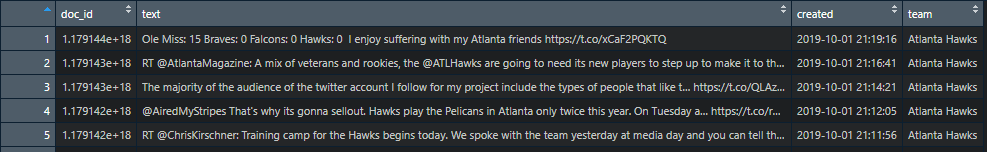 doc_id text created team
1 1.179144e+18 Ole Miss: 15 Braves: 0 Falcons: 0 Hawks: 0 I enjoy suffering with my Atlanta friends https://t.co/xCaF2PQKTQ 2019-10-01 21:19:16 Atlanta Hawks
2 1.179143e+18 RT @AtlantaMagazine: A mix of veterans and rookies, the @ATLHawks are going to need its new players to step up to make it to th... 2019-10-01 21:16:41 Atlanta Hawks
3 1.179143e+18 The majority of the audience of the twitter account I follow for my project include the types of people that like t... https://t.co/QLAz... 2019-10-01 21:14:21 Atlanta Hawks
4 1.179142e+18 @AiredMyStripes That's why its gonna sellout. Hawks play the Pelicans in Atlanta only twice this year. On Tuesday a... https://t.co/r... 2019-10-01 21:12:05 Atlanta Hawks
5 1.179142e+18 RT @ChrisKirschner: Training camp for the Hawks begins today. We spoke with the team yesterday at media day and you can tell th... 2019-10-01 21:11:56 Atlanta Hawks